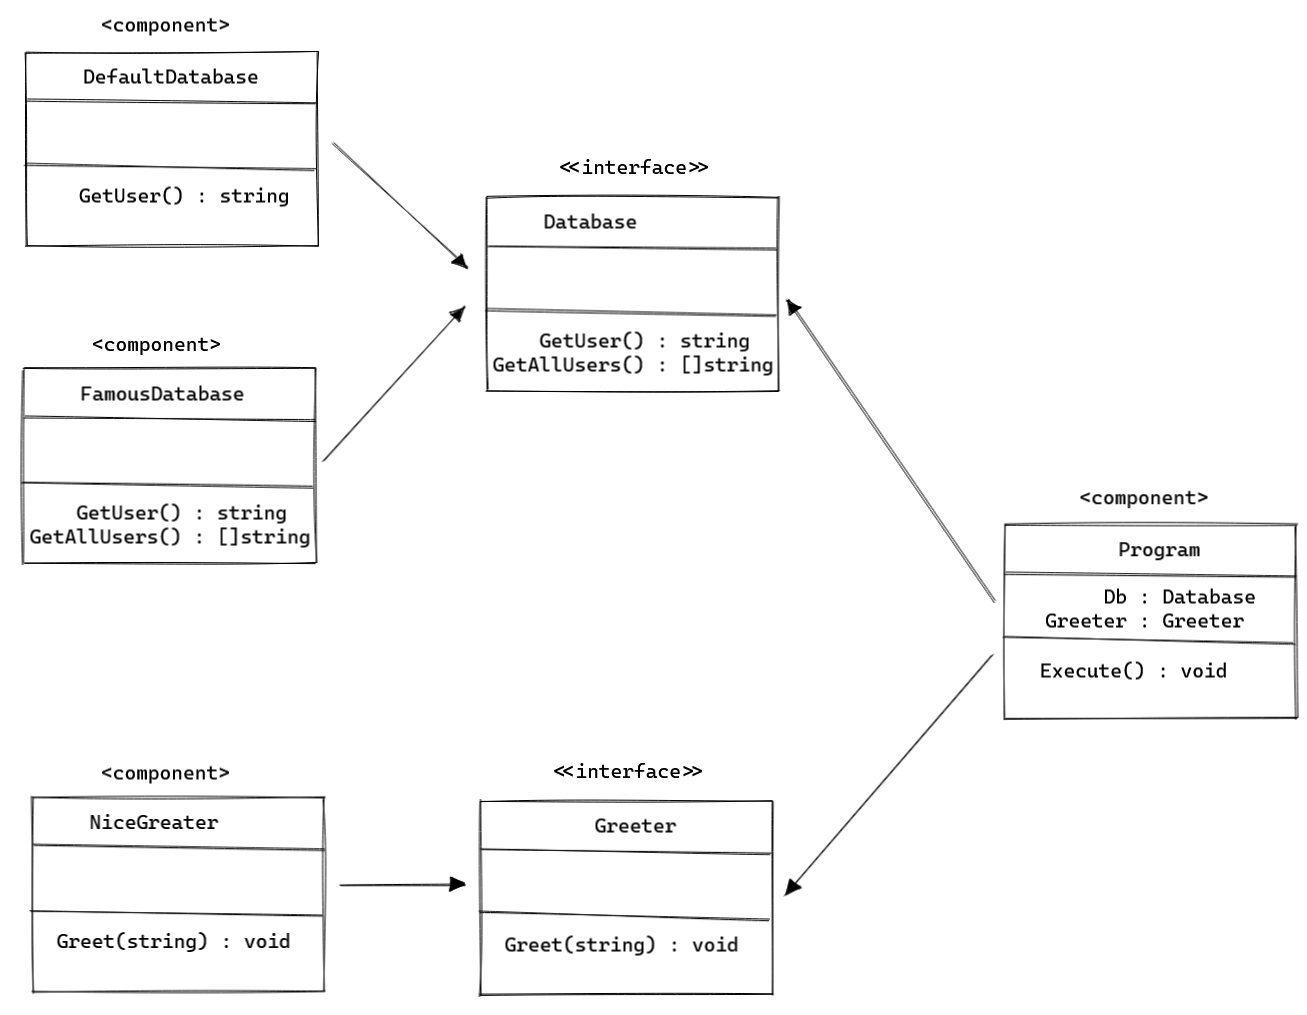 <component>
DefaultDatabase
GetUser() : string
<component>
FamousDatabase
GetUser() : string
GetAllUsers() : []string
<component>
NiceGreater
Greet(string) : void
<<interface>>
Database
GetUser() : string
GetAllUsers() : []string
<<interface>>
Greeter
Greet(string) : void
<component>
Program
Db : Database
Greeter : Greeter
Execute() : void